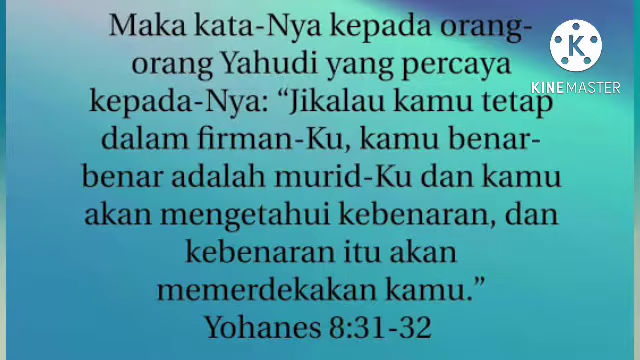 Maka kata-Nya kepada orang-
orang Yahudi yang percaya
kepada-Nya: “Jikalau kamu tetap
dalam firman-Ku, kamu benar-
benar adalah murid-Ku dan kamu
akan mengetahui kebenaran, dan
kebenaran itu akan
memerdekakan kamu.”
Yohanes 8:31-32
K
KINEMASTER